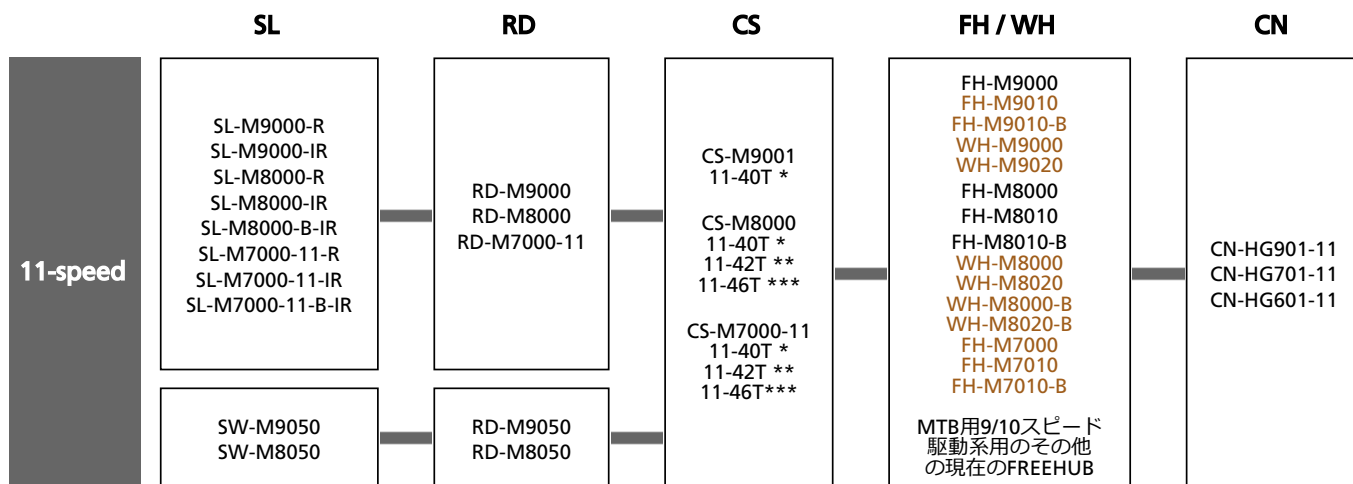 SL
RD
CS
FH / WH
CN
11-speed
SL-M9000-R
SL-M9000-IR
SL-M8000-R
SL-M8000-IR
SL-M8000-B-IR
SL-M7000-11-R
SL-M7000-11-IR
SL-M7000-11-B-IR
SW-M9050
SW-M8050
RD-M9000
RD-M8000
RD-M7000-11
RD-M9050
RD-M8050
CS-M9001
11-40T *
CS-M8000
11-40T *
11-42T **
11-46T ***
CS-M7000-11
11-40T *
11-42T **
11-46T***
FH-M9000
FH-M9010
FH-M9010-B
WH-M9000
WH-M9020
FH-M8000
FH-M8010
FH-M8010-B
WH-M8000
WH-M8020
WH-M8000-B
WH-M8020-B
FH-M7000
FH-M7010
FH-M7010-B
MTB用9/10スピード
駆動系用のその他
の現在のFREEHUB
CN-HG901-11
CN-HG701-11
CN-HG601-11